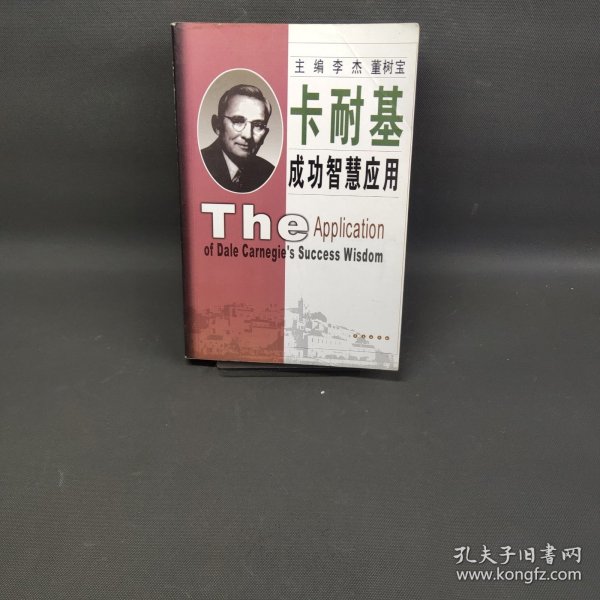 主 编 李 杰 董树宝
卡耐基
成功智慧应用
The Application
of Dale Carnegie's Success Wisdom
孔夫子旧书网
www.kongfz.com